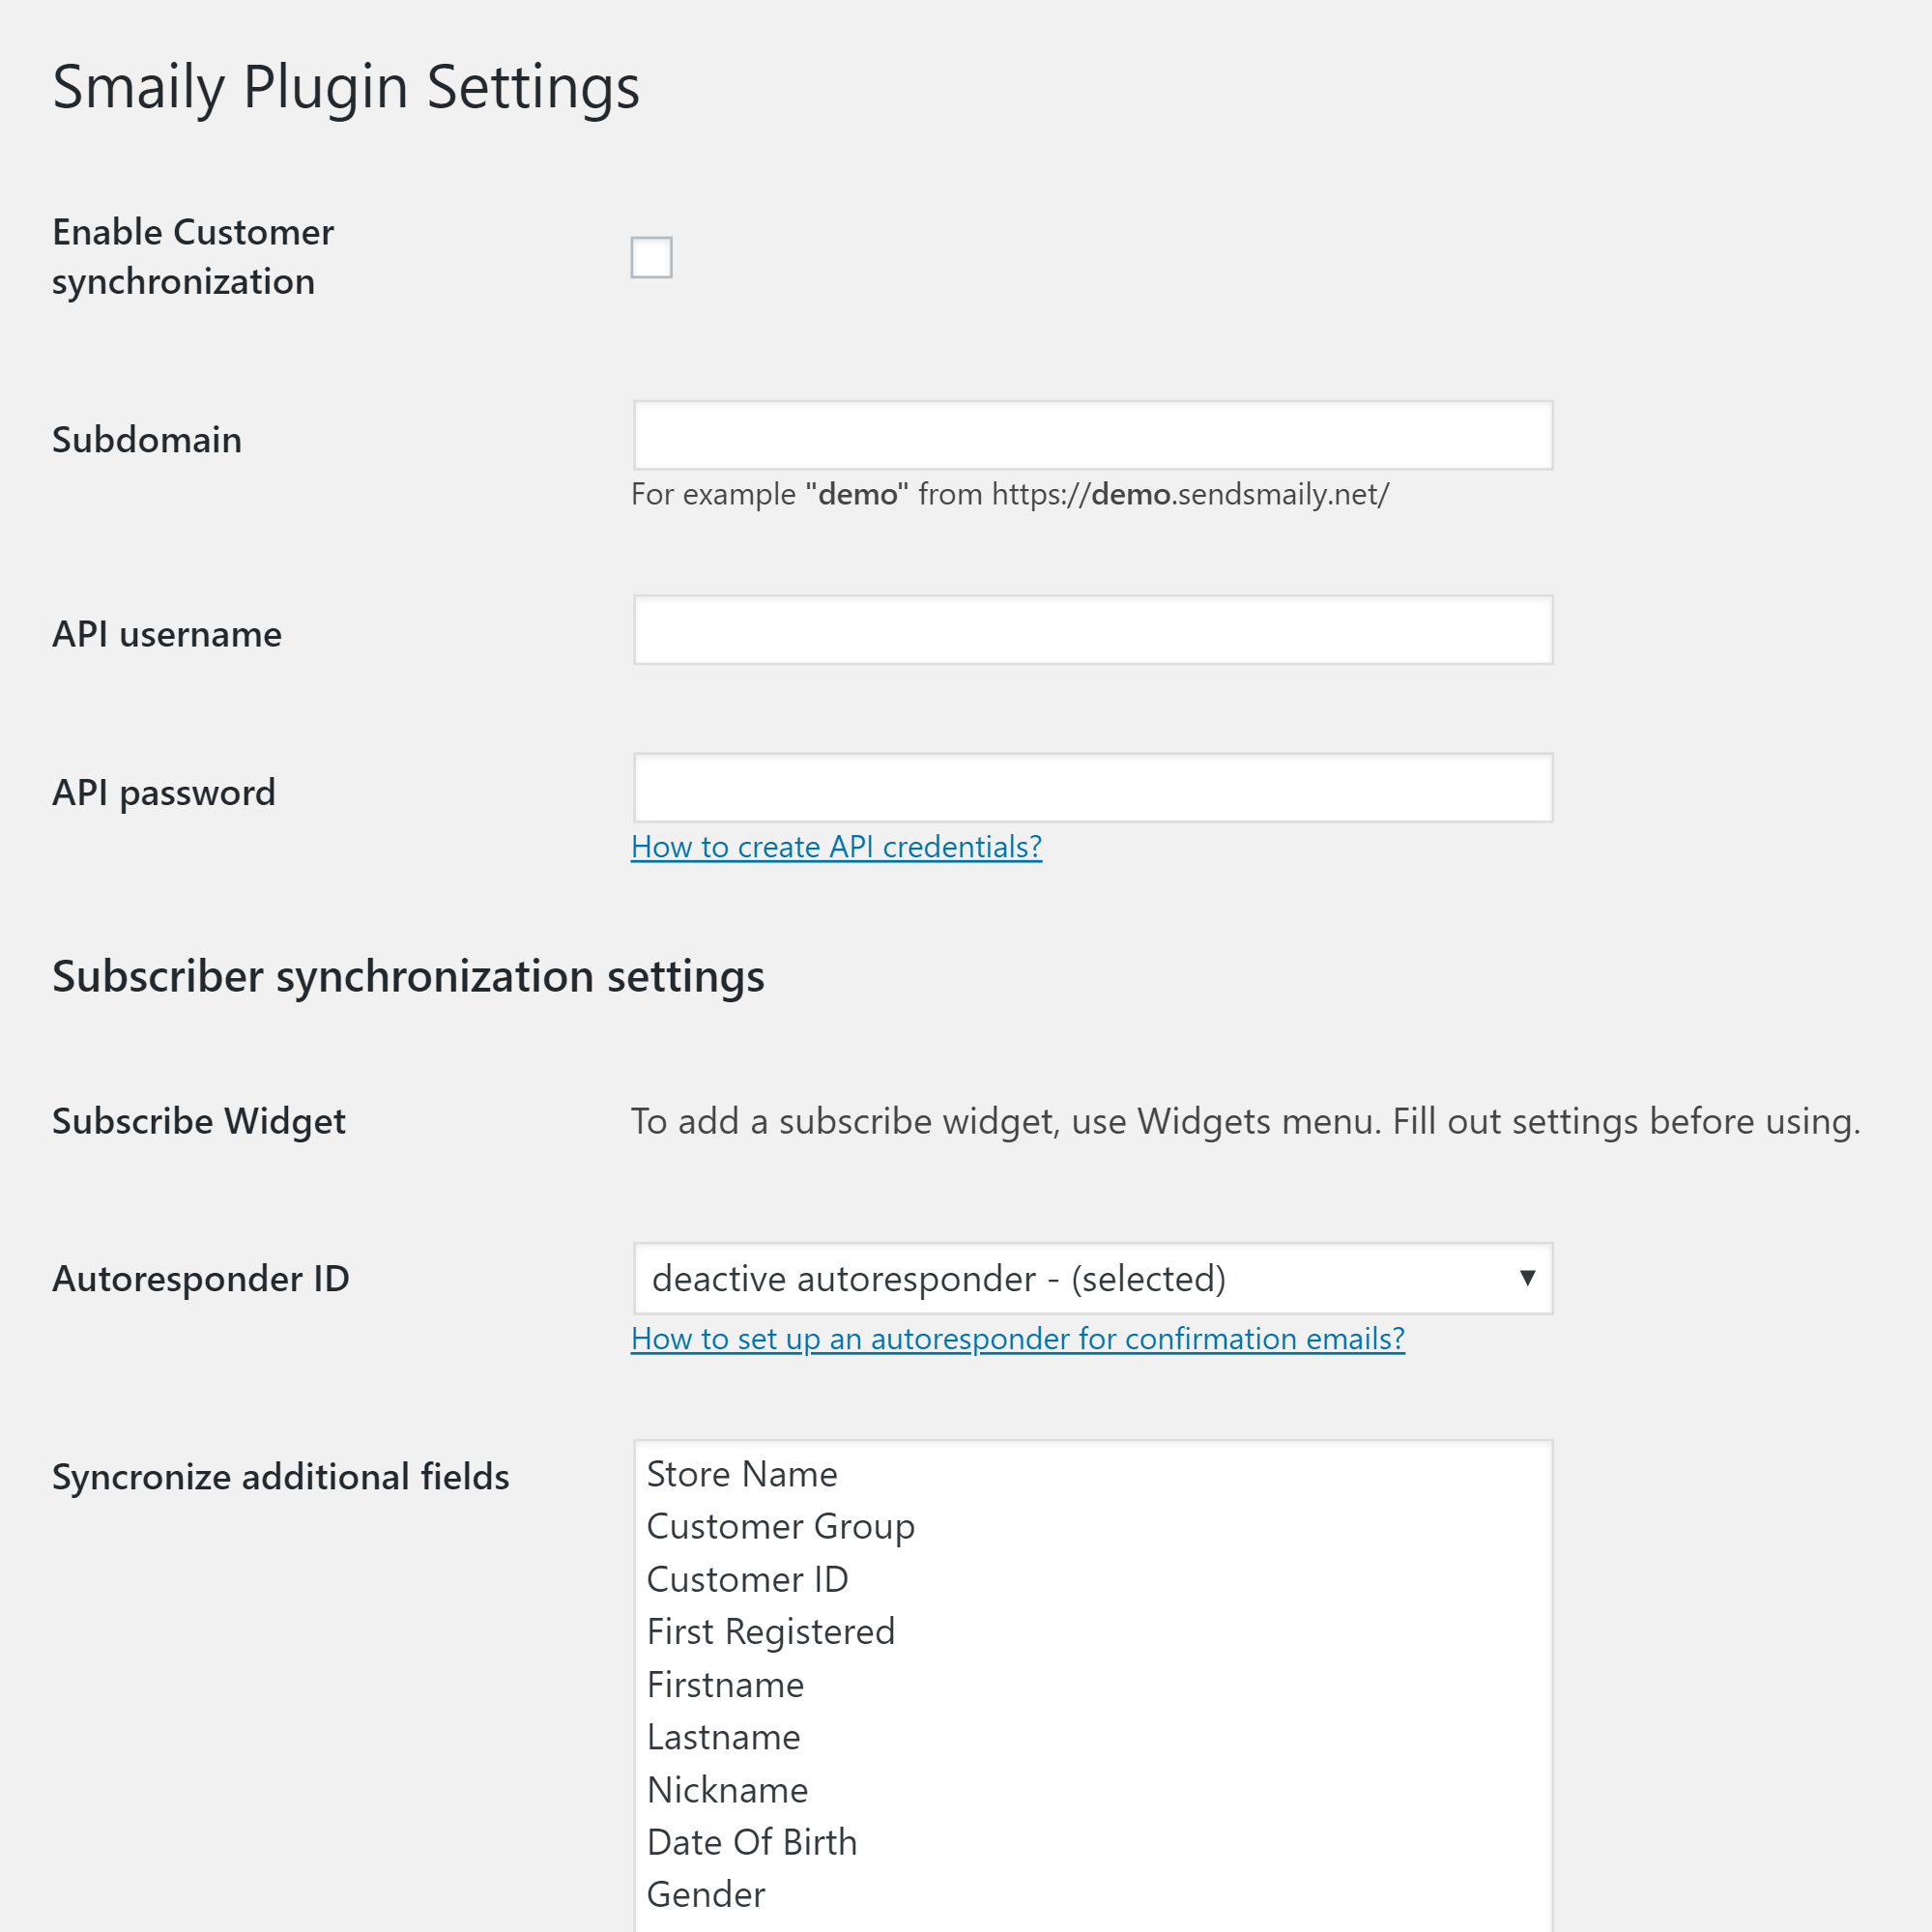 Smaily Plugin Settings
Enable Customer
synchronization
Subdomain
For example "demo" from https://demo.sendsmaily.net/
API username
API password
How to create API credentials?
Subscriber synchronization settings
Subscribe Widget To add a subscribe widget, use Widgets menu. Fill out settings before using.
Autoresponder ID deactive autoresponder - (selected)
How to set up an autoresponder for confirmation emails?
Syncronize additional fields Store Name
Customer Group
Customer ID
First Registered
Firstname
Lastname
Nickname
Date Of Birth
Gender